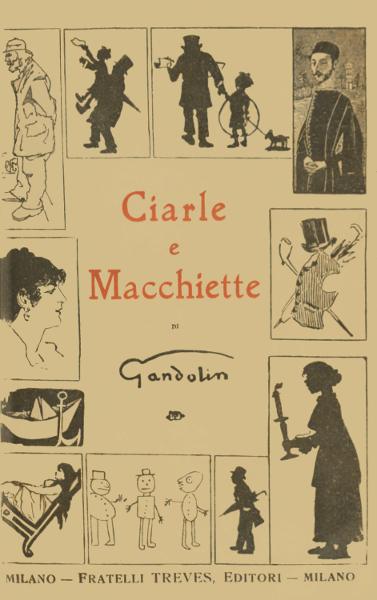 Ciarle
e
Macchiette
DI
Gandolin
MILANO — FRATELLI TREVES, EDITORI — MILANO